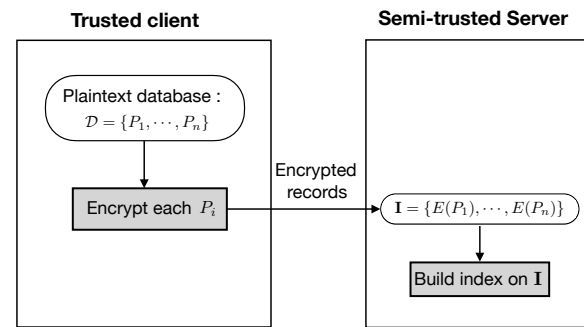 Trusted client
Semi-trusted Server
Plaintext database :
𝒟 = {P₁, ⋯, Pₙ}
Encrypt each Pᵢ
Encrypted
records
𝐈 = {E(P₁), ⋯, E(Pₙ)}
Build index on 𝐈